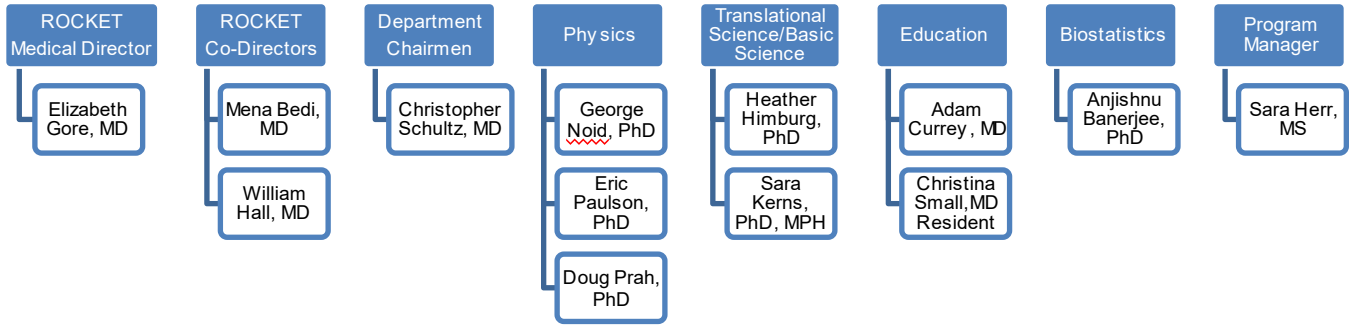 ROCKET
Medical Director
Elizabeth
Gore, MD
ROCKET
Co-Directors
Mena Bedi,
MD
William
Hall, MD
Department
Chairmen
Christopher
Schultz, MD
Physics
George
Noid, PhD
Eric
Paulson,
PhD
Doug Prah,
PhD
Translational
Science/Basic
Science
Heather
Himburg,
PhD
Sara
Kerns,
PhD, MPH
Education
Adam
Currey, MD
Christina
Small,MD
Resident
Biostatistics
Anjishnu
Banerjee,
PhD
Program
Manager
Sara Herr,
MS